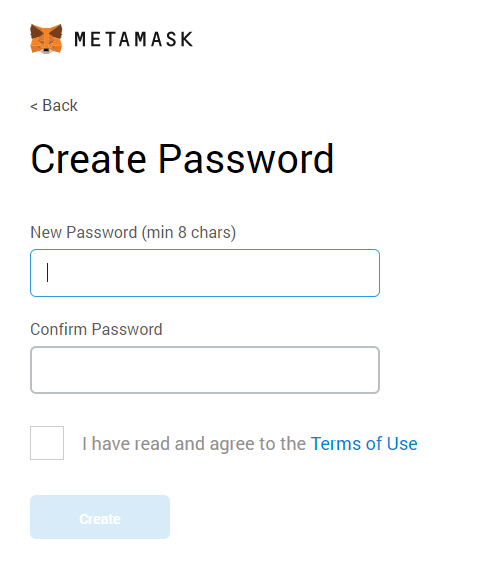 METAMASK
< Back
Create Password
New Password (min 8 chars)
Confirm Password
I have read and agree to the Terms of Use
Create